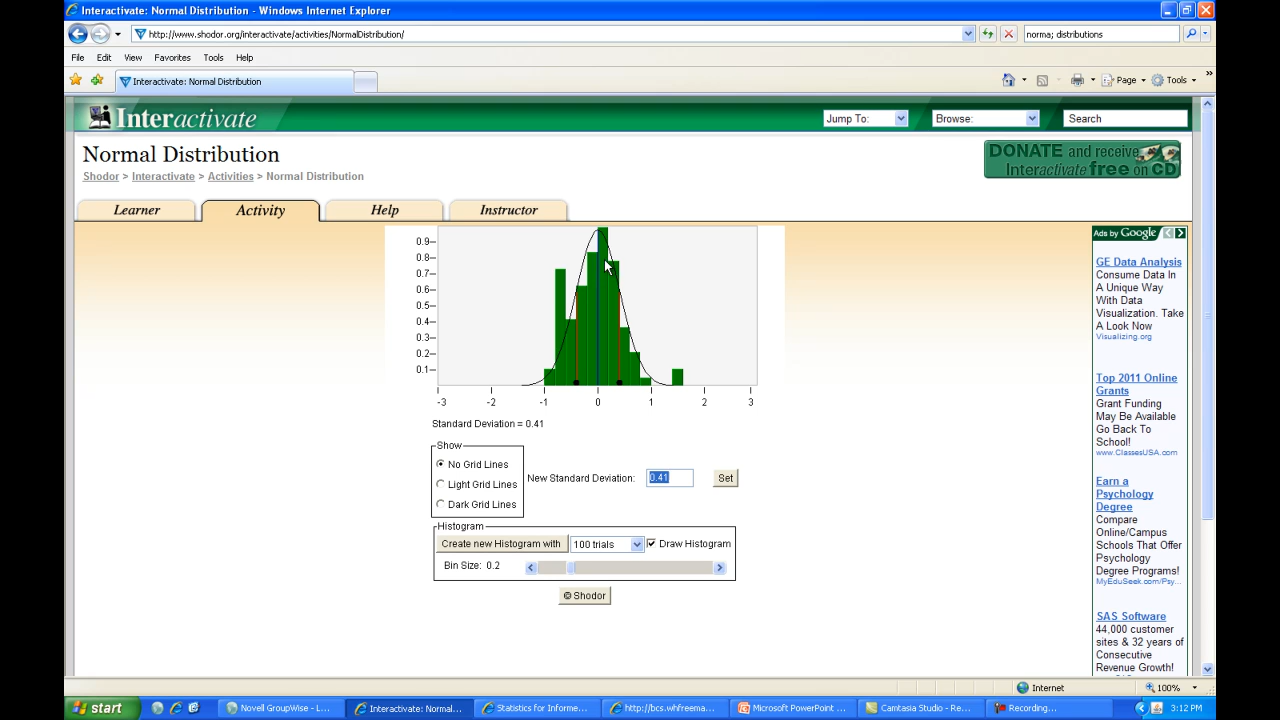 Interactivate: Normal Distribution - Windows Internet Explorer
http://www.shodor.org/interactivate/activities/NormalDistribution/
norma; distributions
File Edit View Favorites Tools Help
Interactivate: Normal Distribution
Page Tools
Interactivate
Jump To:
Browse:
Search
Normal Distribution
DONATE and receive
Interactivate free on CD
Shodor > Interactivate > Activities > Normal Distribution
Learner
Activity
Help
Instructor
0.9
0.8
0.7
0.6
0.5
0.4
0.3
0.2
0.1
-3 -2 -1 0 1 2 3
Standard Deviation = 0.41
Show
No Grid Lines
Light Grid Lines
Dark Grid Lines
New Standard Deviation: 0.41 Set
Histogram
Create new Histogram with 100 trials Draw Histogram
Bin Size: 0.2
© Shodor
Ads by Google
GE Data Analysis
Consume Data In
A Unique Way
With Data
Visualization. Take
A Look Now
Visualizing.org
Top 2011 Online
Grants
Grant Funding
May Be Available
Go Back To
School!
www.ClassesUSA.com
Earn a
Psychology
Degree
Compare
Online/Campus
Schools That Offer
Psychology
Degree Programs!
MyEduSeek.com/Psy...
SAS Software
44,000 customer
sites & 32 years of
Consecutive
Revenue Growth!
Internet
100%
start
Novell GroupWise - L...
Interactivate: Normal...
Statistics for Informe...
http://bcs.whfreema...
Microsoft PowerPoint ...
Camtasia Studio - Re...
Recording...
3:12 PM